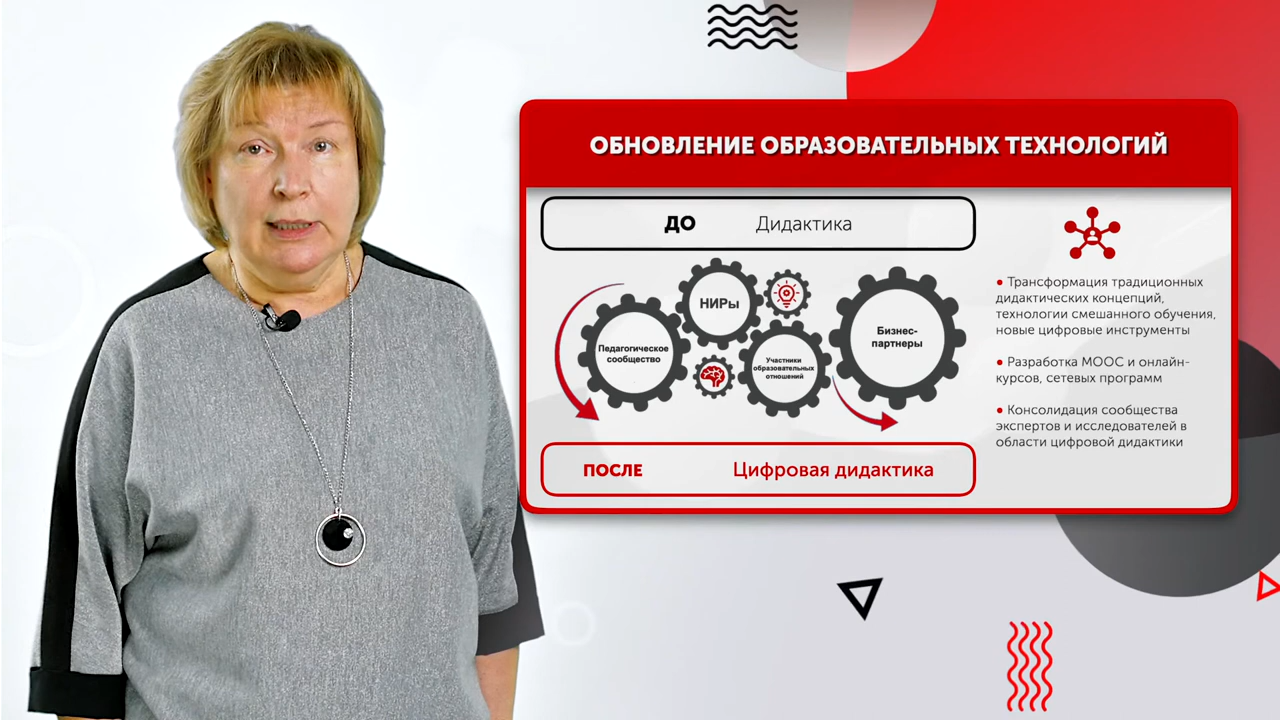 ОБНОВЛЕНИЕ ОБРАЗОВАТЕЛЬНЫХ ТЕХНОЛОГИЙ
ДО Дидактика
НИРы
Педагогическое
сообщество
Участники
образовательных
отношений
Бизнес-
партнеры
ПОСЛЕ Цифровая дидактика
• Трансформация традиционных
дидактических концепций,
технологии смешанного обучения,
новые цифровые инструменты
• Разработка МООС и онлайн-
курсов, сетевых программ
• Консолидация сообщества
экспертов и исследователей в
области цифровой дидактики